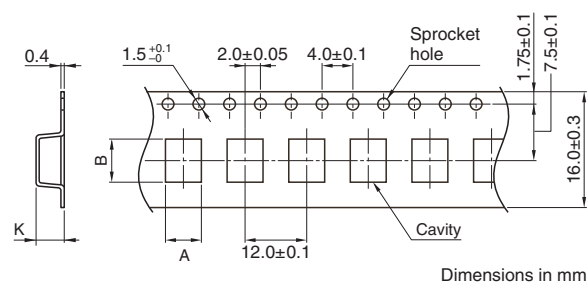 0.4
1.5 +0.1 −0
2.0±0.05
4.0±0.1
Sprocket
hole
1.75±0.1
7.5±0.1
16.0±0.3
B
K
A
12.0±0.1
Cavity
Dimensions in mm